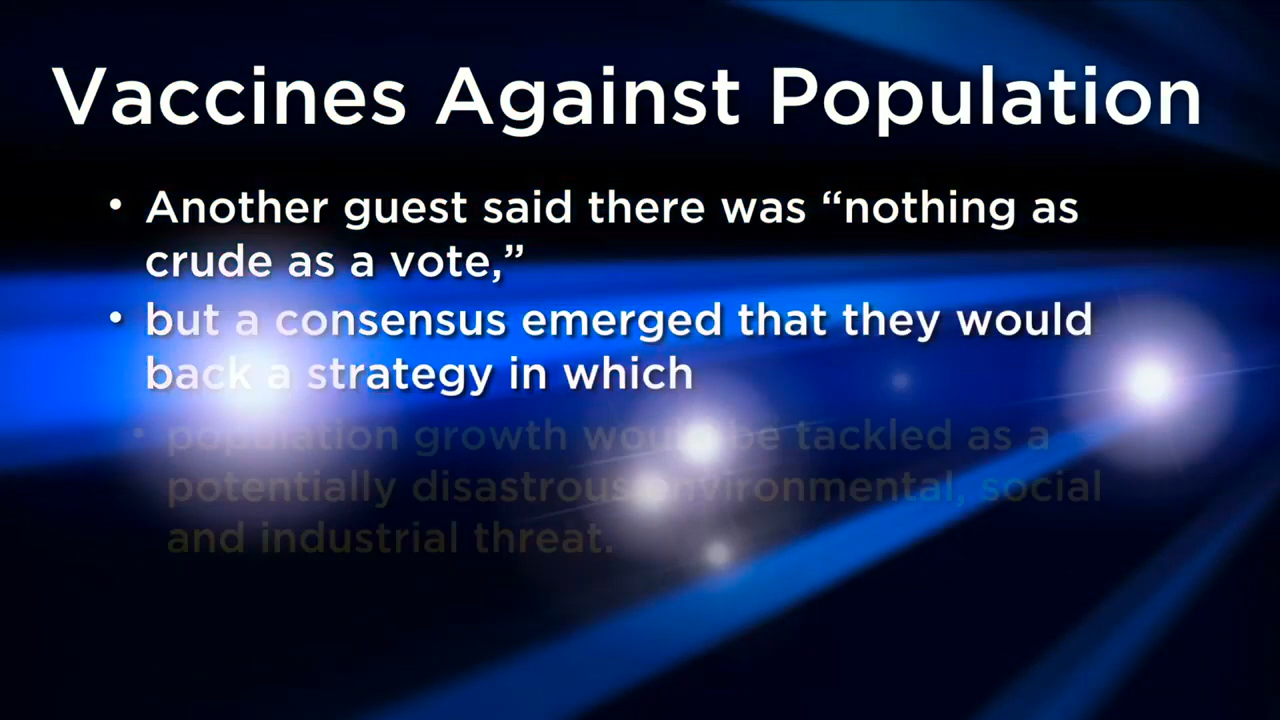 Vaccines Against Population
• Another guest said there was “nothing as
crude as a vote,”
• but a consensus emerged that they would
back a strategy in which
• population growth would be tackled as a
potentially disastrous environmental, social
and industrial threat.